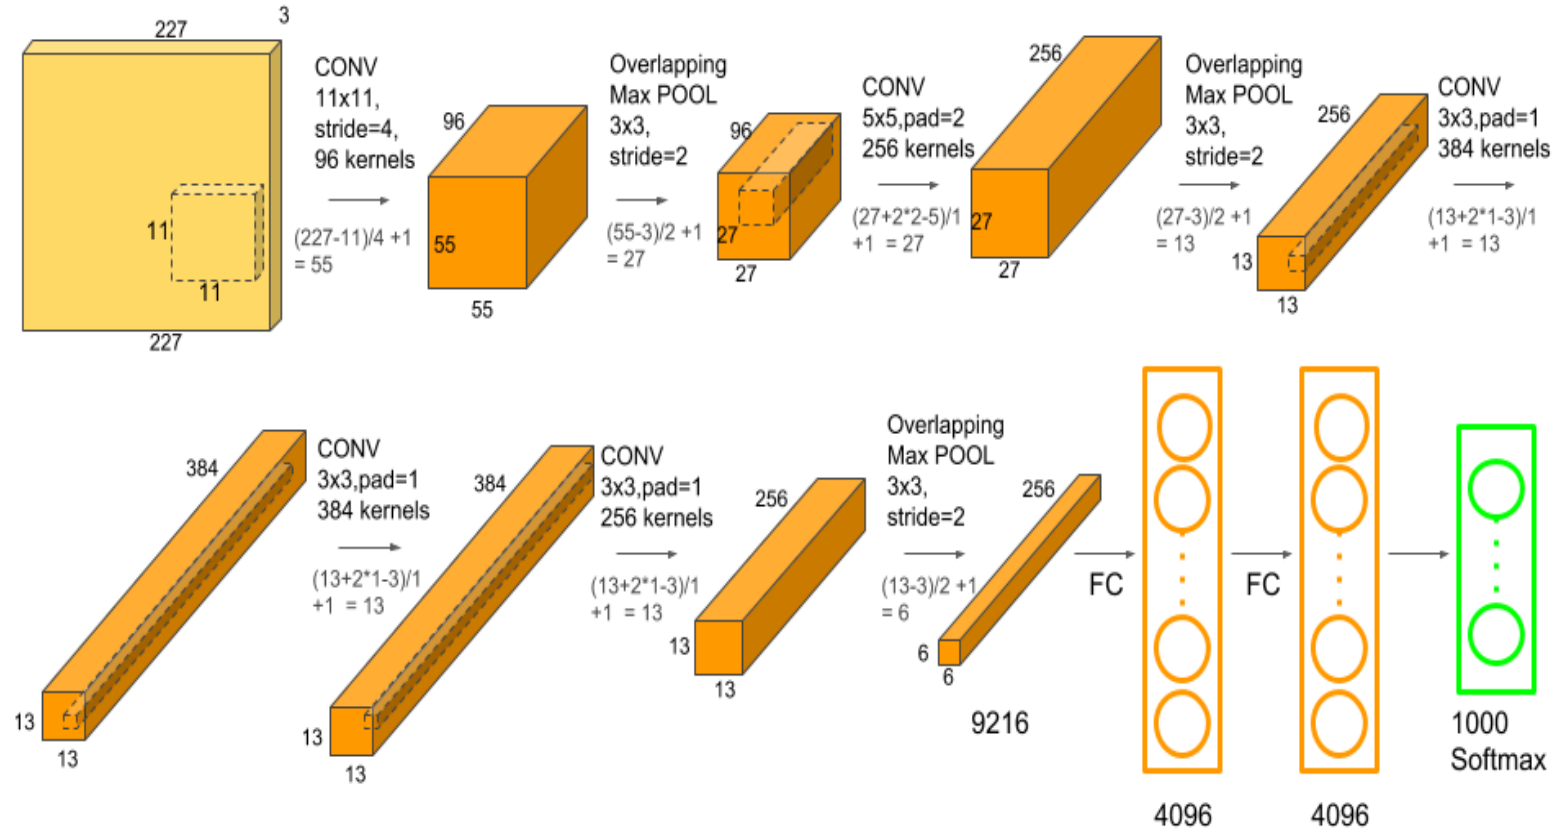 227
3
11
11
227
CONV
11x11,
stride=4,
96 kernels
(227-11)/4 +1
= 55
96
55
55
Overlapping
Max POOL
3x3,
stride=2
(55-3)/2 +1
= 27
96
27
27
CONV
5x5,pad=2
256 kernels
(27+2*2-5)/1
+1 = 27
256
27
27
Overlapping
Max POOL
3x3,
stride=2
(27-3)/2 +1
= 13
256
13
13
CONV
3x3,pad=1
384 kernels
(13+2*1-3)/1
+1 = 13
384
13
13
CONV
3x3,pad=1
384 kernels
(13+2*1-3)/1
+1 = 13
384
13
13
CONV
3x3,pad=1
256 kernels
(13+2*1-3)/1
+1 = 13
256
13
13
Overlapping
Max POOL
3x3,
stride=2
(13-3)/2 +1
= 6
256
6
6
9216
FC
4096
FC
4096
1000
Softmax